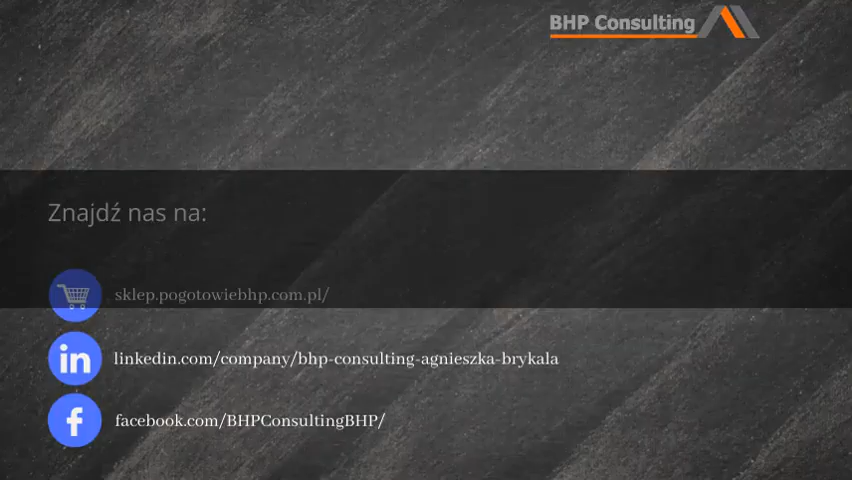 BHP Consulting
Znajdź nas na:
sklep.pogotowiebhp.com.pl/
linkedin.com/company/bhp-consulting-agnieszka-brykala
facebook.com/BHPConsultingBHP/